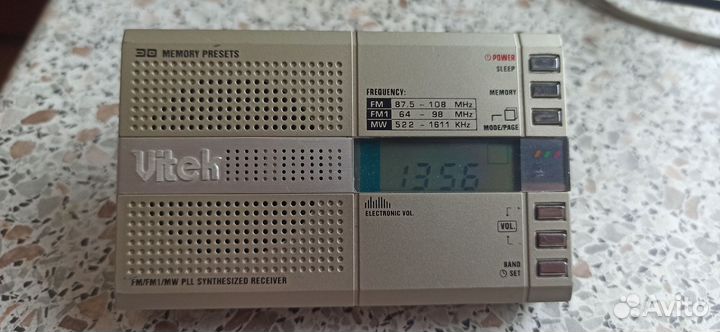 30 MEMORY PRESETS
POWER
SLEEP
FREQUENCY:
MEMORY
FM 87.5 - 108 MHz
FM1 64 - 98 MHz
MW 522 - 1611 KHz
MODE/PAGE
Vitek
13:56
ELECTRONIC VOL.
VOL.
BAND
SET
FM/FM1/MW PLL SYNTHESIZED RECEIVER
Avito